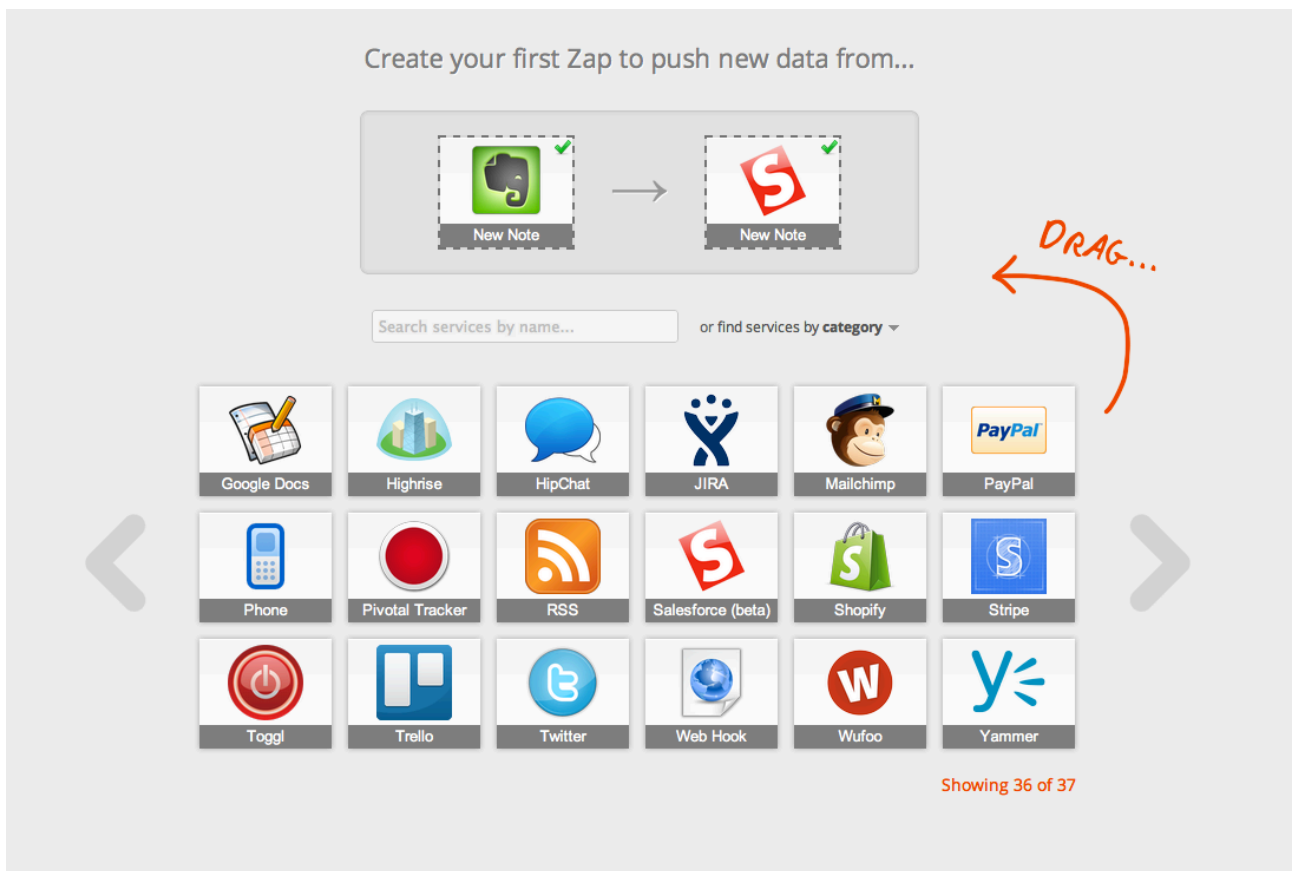 Create your first Zap to push new data from...
New Note
New Note
DRAG...
Search services by name...
or find services by category
PayPal
Google Docs
Highrise
HipChat
JIRA
Mailchimp
PayPal
Phone
Pivotal Tracker
RSS
Salesforce (beta)
Shopify
Stripe
Toggl
Trello
Twitter
Web Hook
Wufoo
Yammer
Showing 36 of 37